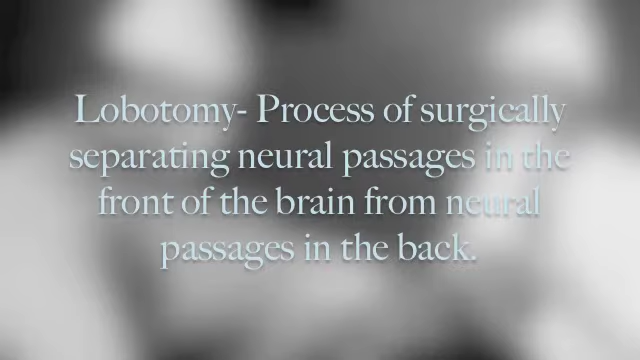 Lobotomy- Process of surgically
separating neural passages in the
front of the brain from neural
passages in the back.